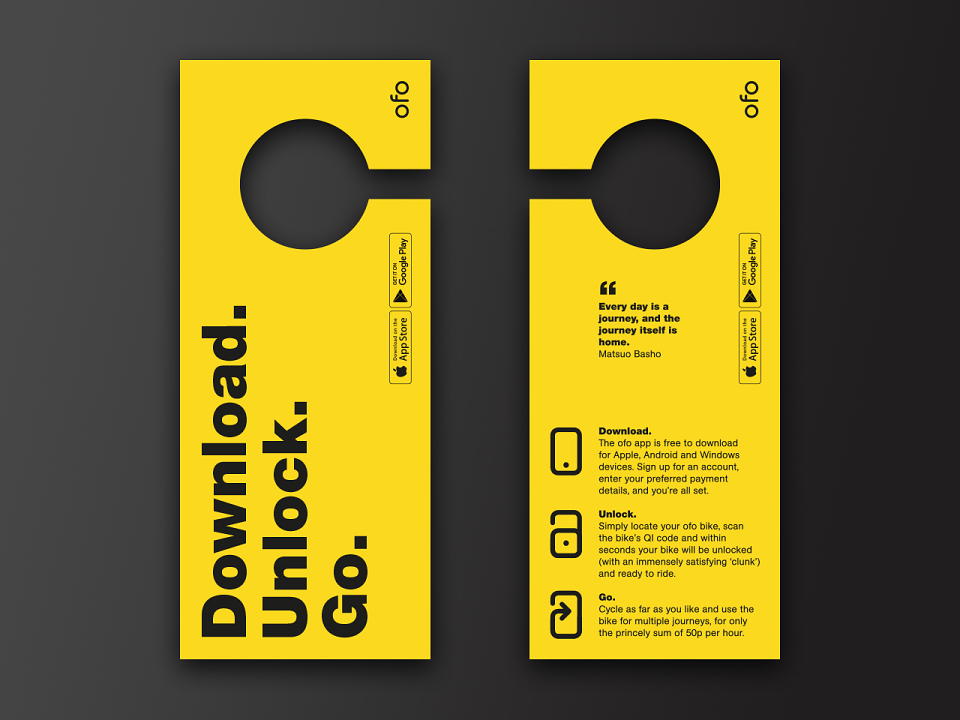 ofo
GET IT ON
Google Play
Download on the
App Store
Download.
Unlock.
Go.
ofo
GET IT ON
Google Play
Download on the
App Store
“
Every day is a
journey, and the
journey itself is
home.
Matsuo Basho
Download.
The ofo app is free to download
for Apple, Android and Windows
devices. Sign up for an account,
enter your preferred payment
details, and you’re all set.
Unlock.
Simply locate your ofo bike, scan
the bike’s QI code and within
seconds your bike will be unlocked
(with an immensely satisfying ‘clunk’)
and ready to ride.
Go.
Cycle as far as you like and use the
bike for multiple journeys, for only
the princely sum of 50p per hour.